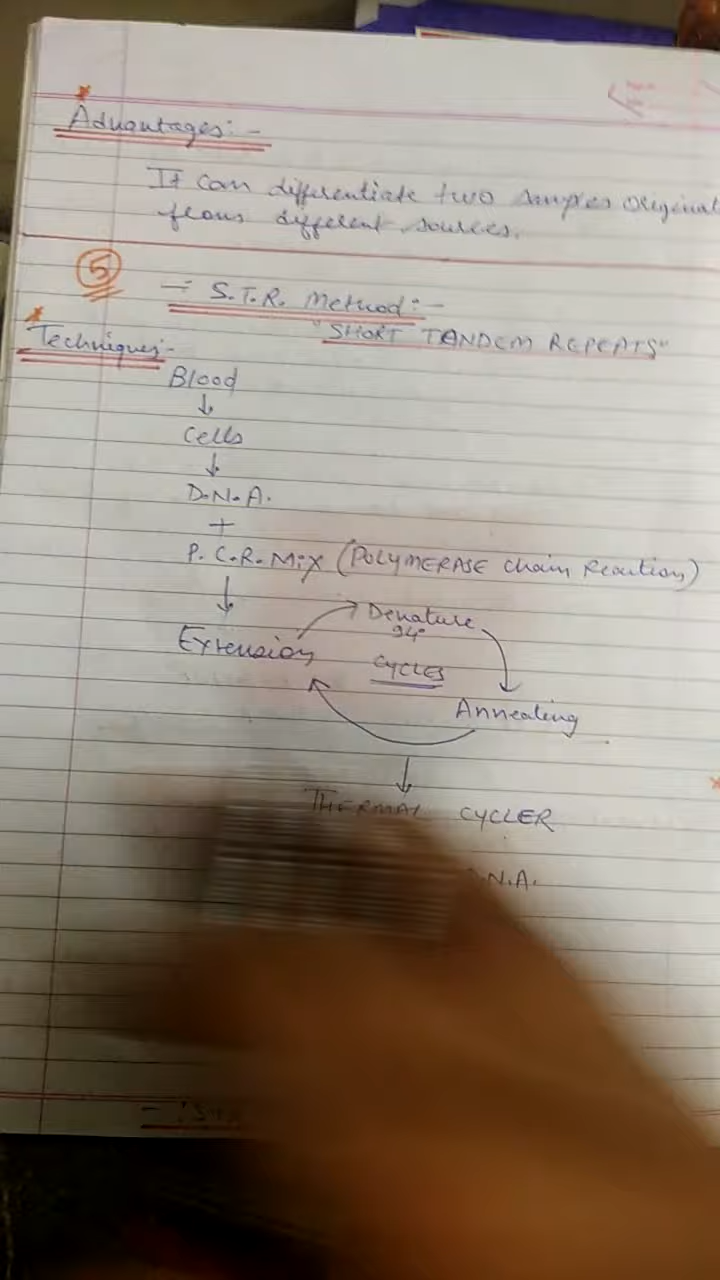 Advantages:-
It can differentiate two samples original
from different sources.
5
- S.T.R. Method:-
"SHORT TANDEM REPEATS"
Techniques:-
Blood
↓
Cells
↓
D.N.A.
+
P.C.R. Mix (POLYMERASE Chain Reaction)
↓
Denature
94°
Extension
CYCLES
Annealing
↓
THERMAL CYCLER
N.A.